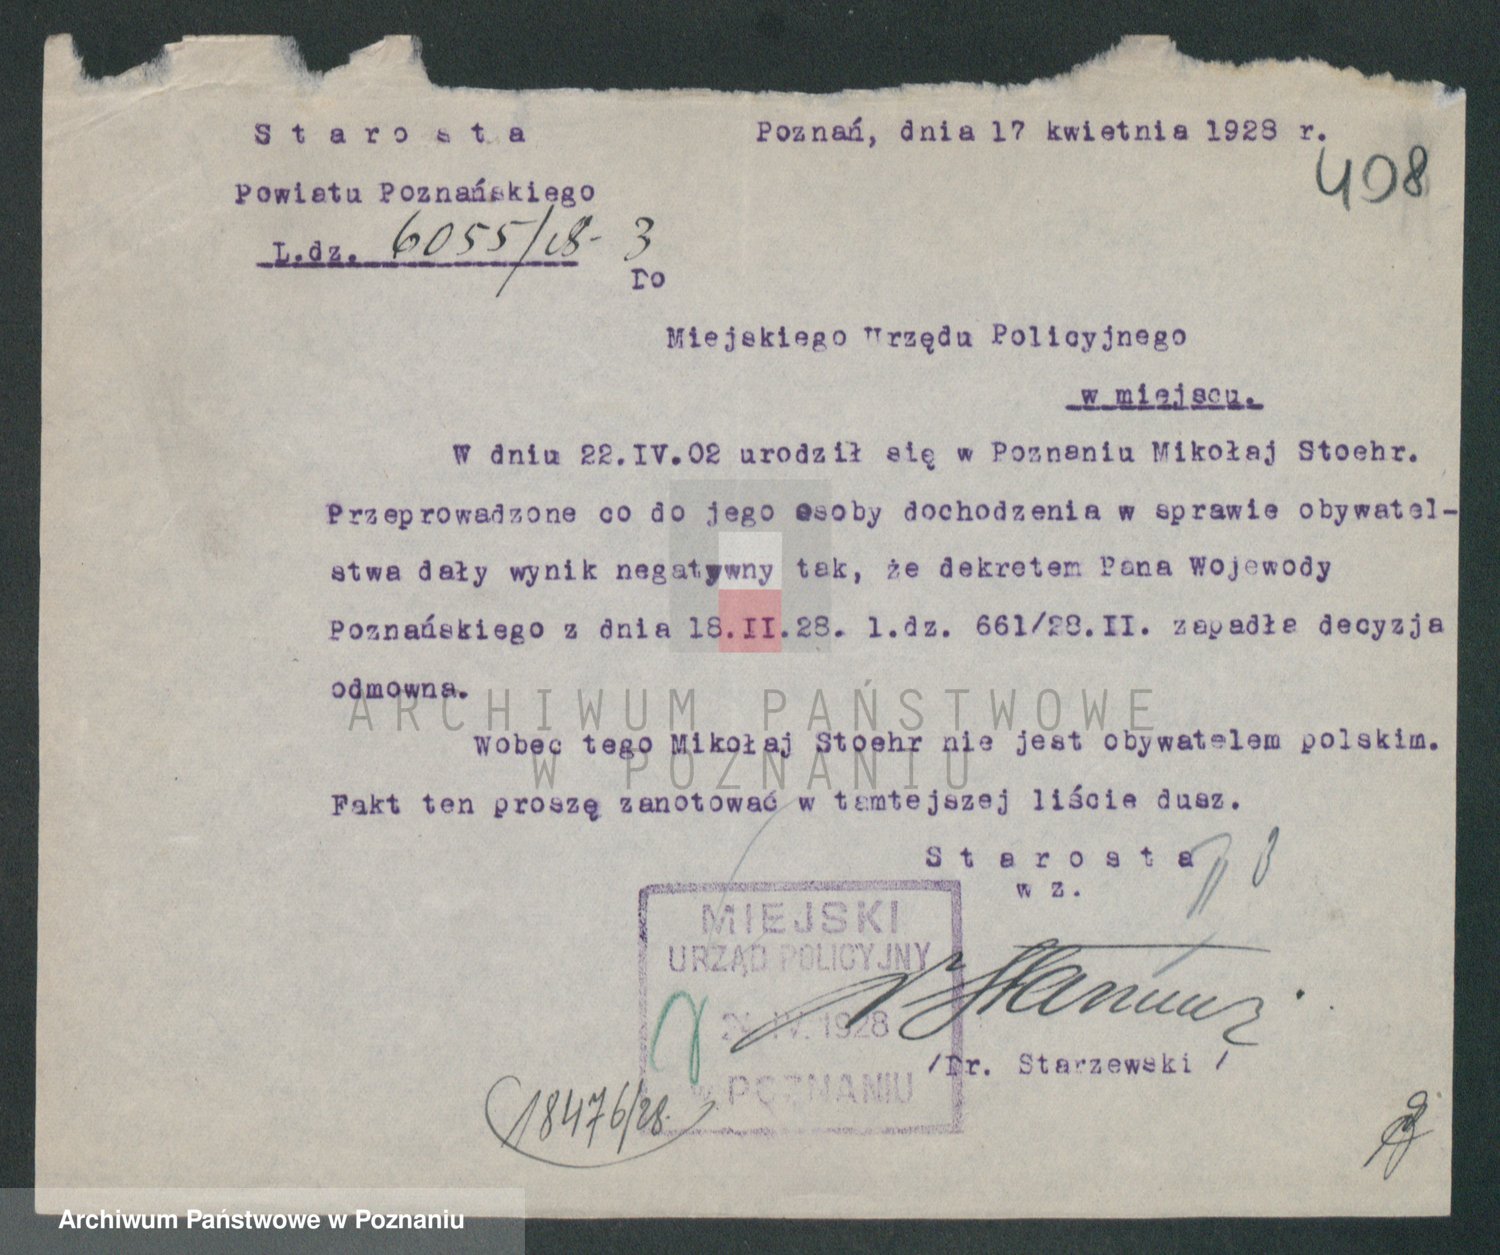 Starosta
Poznań, dnia 17 kwietnia 1928 r.
408
Powiatu Poznańskiego
L.dz. 6055/28- 3
Do
Miejskiego Urzędu Policyjnego
w miejscu.
W dniu 22.IV.02 urodził się w Poznaniu Mikołaj Stoehr.
Przeprowadzone co do jego osoby dochodzenia w sprawie obywatel-
stwa dały wynik negatywny tak, że dekretem Pana Wojewody
Poznańskiego z dnia 18.II.28. l.dz. 661/28.II. zapadła decyzja
odmowna.
ARCHIWUM PAŃSTWOWE
W POZNANIU
Wobec tego Mikołaj Stoehr nie jest obywatelem polskim.
Fakt ten proszę zanotować w tamtejszej liście dusz.
Starosta
w z.
MIEJSKI
URZĄD POLICYJNY
IV. 1928
w POZNANIU
/Dr. Starzewski /
18476/28.
Archiwum Państwowe w Poznaniu